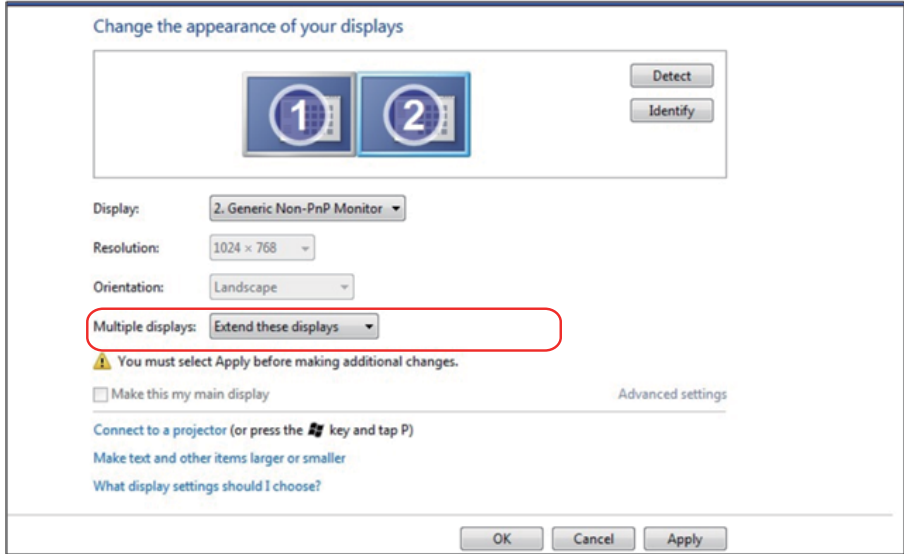 Change the appearance of your displays
1 2
Detect
Identify
Display: 2. Generic Non-PnP Monitor
Resolution: 1024 × 768
Orientation: Landscape
Multiple displays: Extend these displays
You must select Apply before making additional changes.
Make this my main display Advanced settings
Connect to a projector (or press the key and tap P)
Make text and other items larger or smaller
What display settings should I choose?
OK Cancel Apply